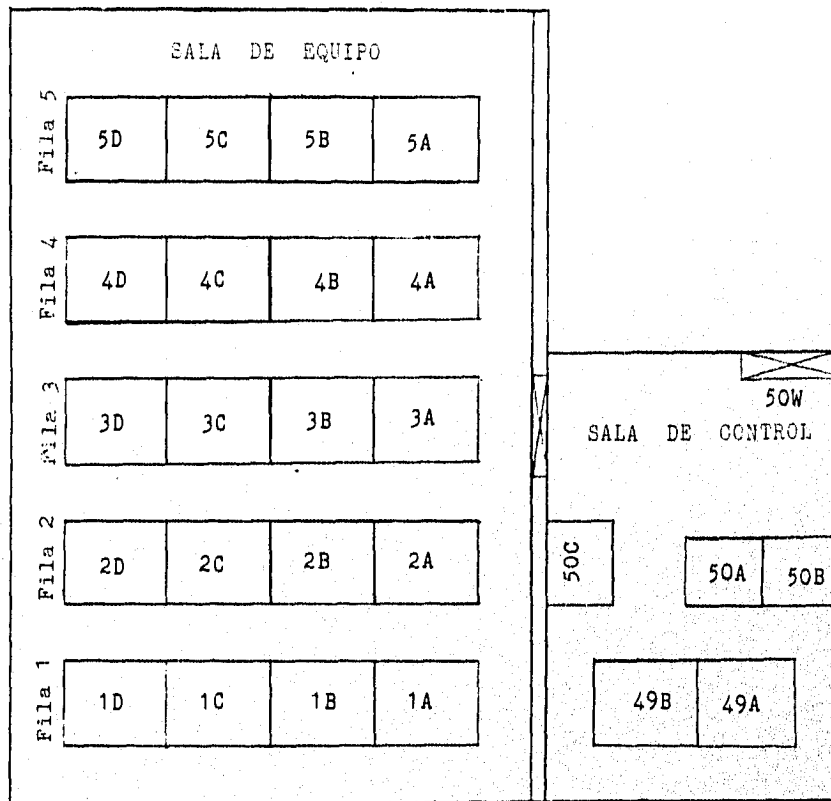 SALA DE EQUIPO
Fila 5
5D 5C 5B 5A
Fila 4
4D 4C 4B 4A
Fila 3
3D 3C 3B 3A
Fila 2
2D 2C 2B 2A
Fila 1
1D 1C 1B 1A
50W
SALA DE CONTROL
50C
50A 50B
49B 49A